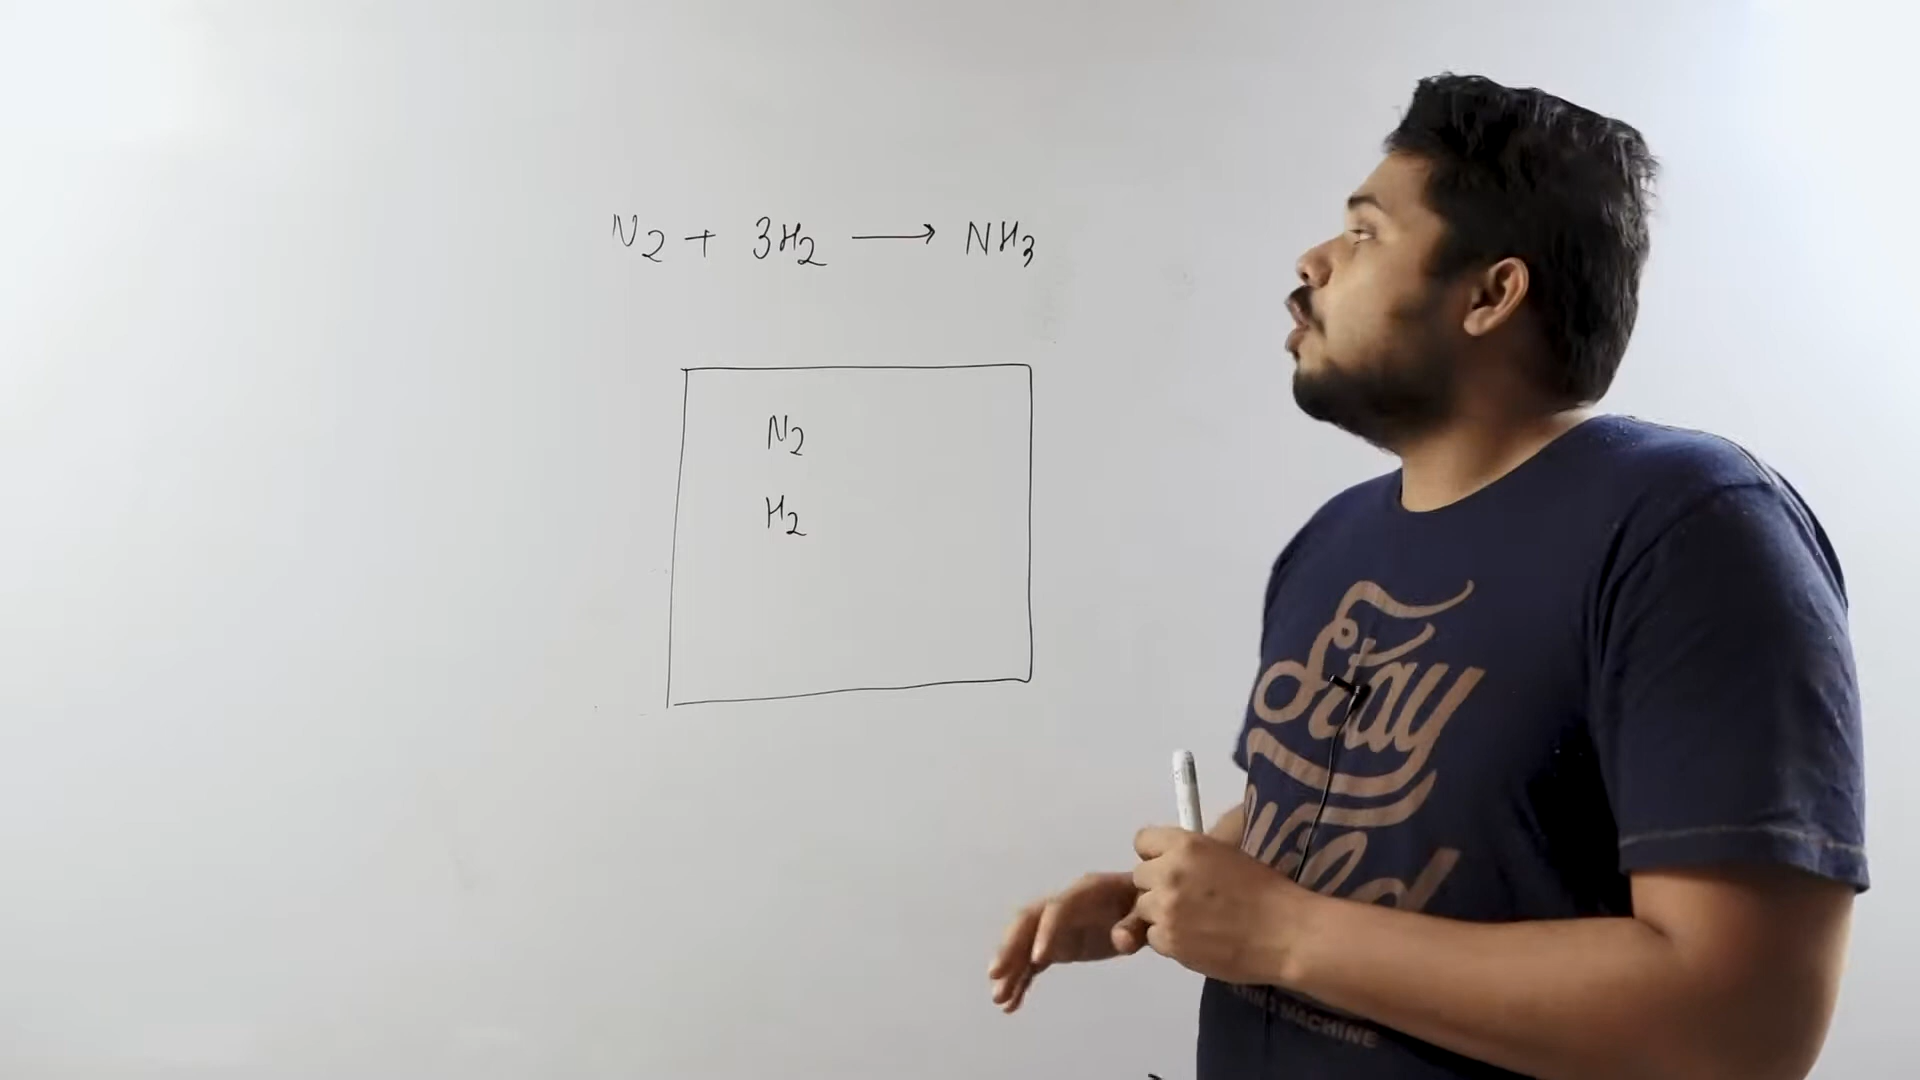 N2 + 3H2 → NH3
N2
H2
Stay
Wild
MACHINE